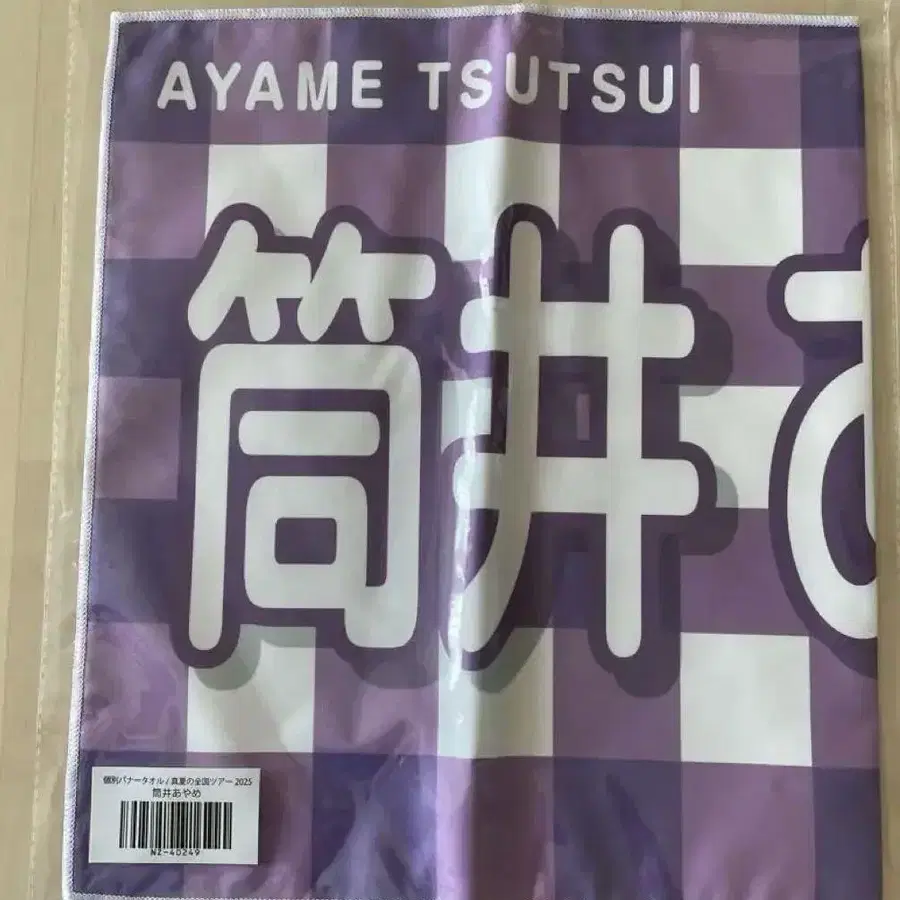 AYAME TSUTSUI
筒井あ
個別バナータオル / 真夏の全国ツアー 2025
筒井あやめ
NZ-40249